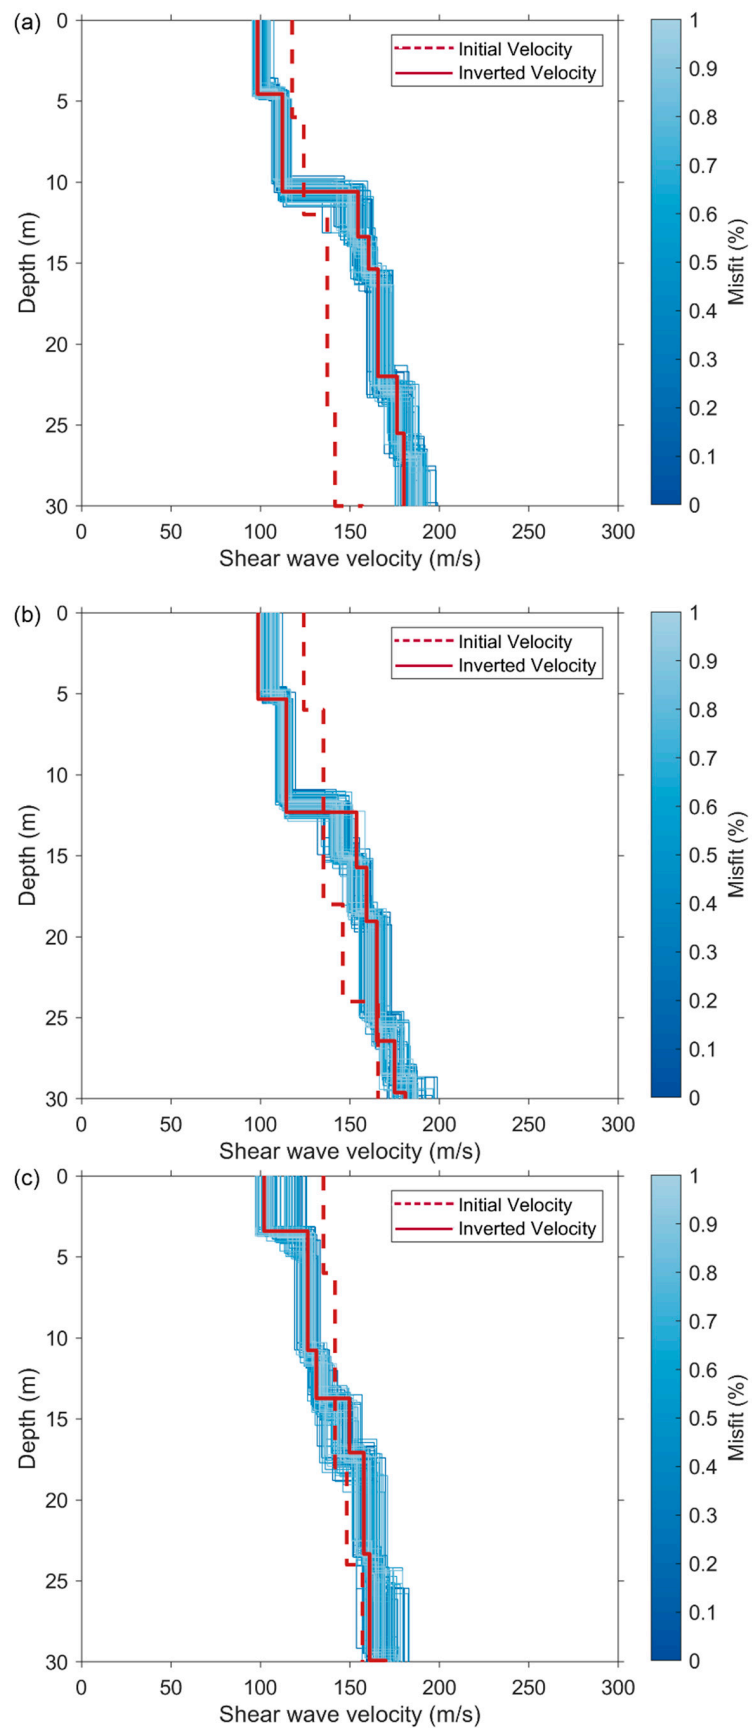 (a)
0
5
10
15
20
25
30
Depth (m)
0 50 100 150 200 250 300
Shear wave velocity (m/s)
Initial Velocity
Inverted Velocity
1
0.9
0.8
0.7
0.6
0.5
0.4
0.3
0.2
0.1
0
Misfit (%)
(b)
0
5
10
15
20
25
30
Depth (m)
0 50 100 150 200 250 300
Shear wave velocity (m/s)
Initial Velocity
Inverted Velocity
1
0.9
0.8
0.7
0.6
0.5
0.4
0.3
0.2
0.1
0
Misfit (%)
(c)
0
5
10
15
20
25
30
Depth (m)
0 50 100 150 200 250 300
Shear wave velocity (m/s)
Initial Velocity
Inverted Velocity
1
0.9
0.8
0.7
0.6
0.5
0.4
0.3
0.2
0.1
0
Misfit (%)